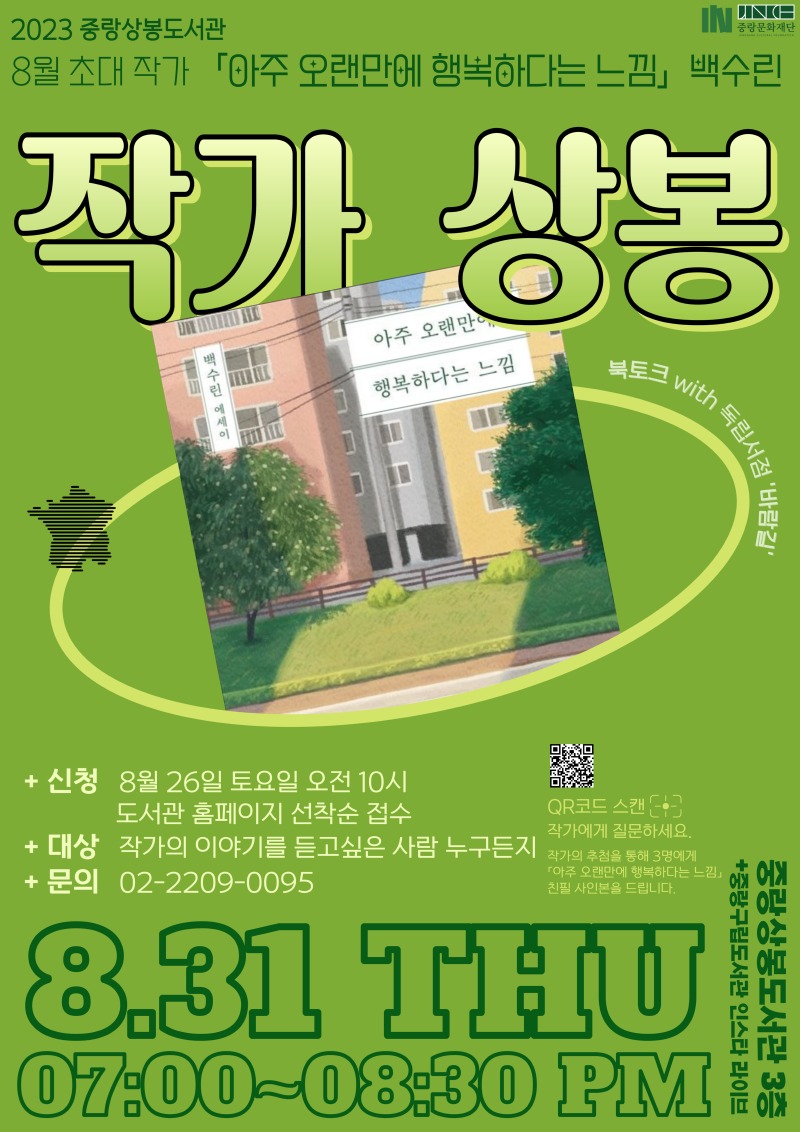 2023 중랑상봉도서관
중랑문화재단
8월 초대 작가 「아주 오랜만에 행복하다는 느낌」 백수린
작가 상봉
아주 오랜만에
행복하다는 느낌
백수린 에세이
북토크 with 독립서점 '바람길'
+ 신청 8월 26일 토요일 오전 10시
도서관 홈페이지 선착순 접수
+ 대상 작가의 이야기를 듣고싶은 사람 누구든지
+ 문의 02-2209-0095
QR코드 스캔
작가에게 질문하세요.
작가의 추첨을 통해 3명에게
「아주 오랜만에 행복하다는 느낌」
친필 사인본을 드립니다.
8.31 THU
07:00~08:30 PM
중랑상봉도서관 3층
+중랑구립도서관 인스타 라이브